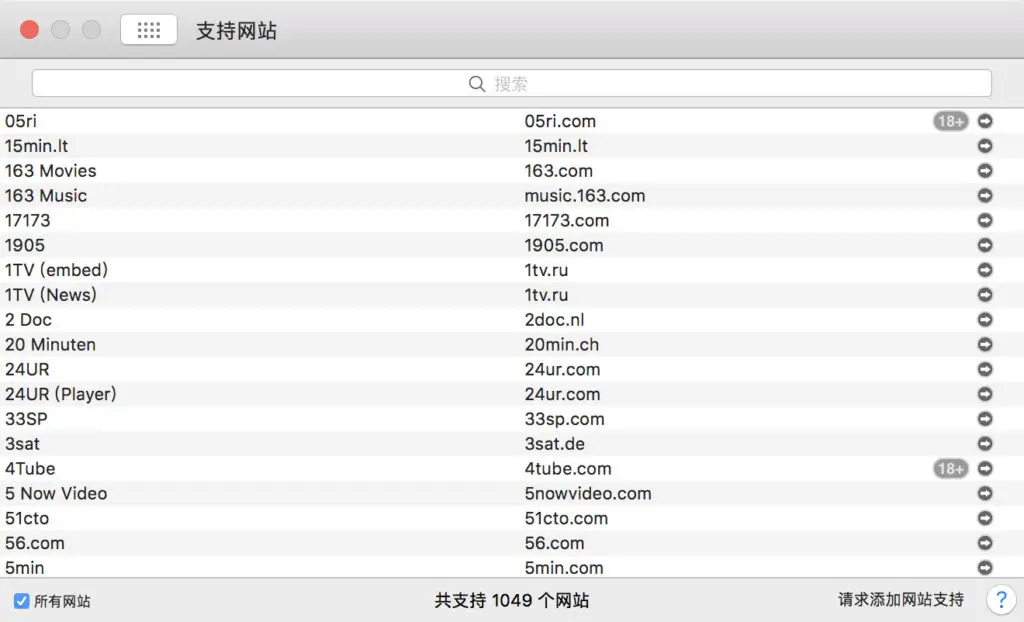 支持网站
搜索
05ri 05ri.com 18+
15min.lt 15min.lt
163 Movies 163.com
163 Music music.163.com
17173 17173.com
1905 1905.com
1TV (embed) 1tv.ru
1TV (News) 1tv.ru
2 Doc 2doc.nl
20 Minuten 20min.ch
24UR 24ur.com
24UR (Player) 24ur.com
33SP 33sp.com
3sat 3sat.de
4Tube 4tube.com 18+
5 Now Video 5nowvideo.com
51cto 51cto.com
56.com 56.com
5min 5min.com
所有网站 共支持 1049 个网站 请求添加网站支持 ?